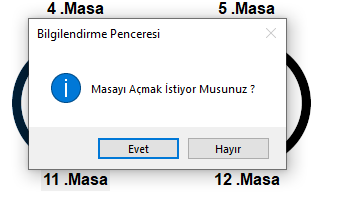 4 .Masa
5 .Masa
Bilgilendirme Penceresi
Masayı Açmak İstiyor Musunuz ?
Evet
Hayır
11 .Masa
12 .Masa